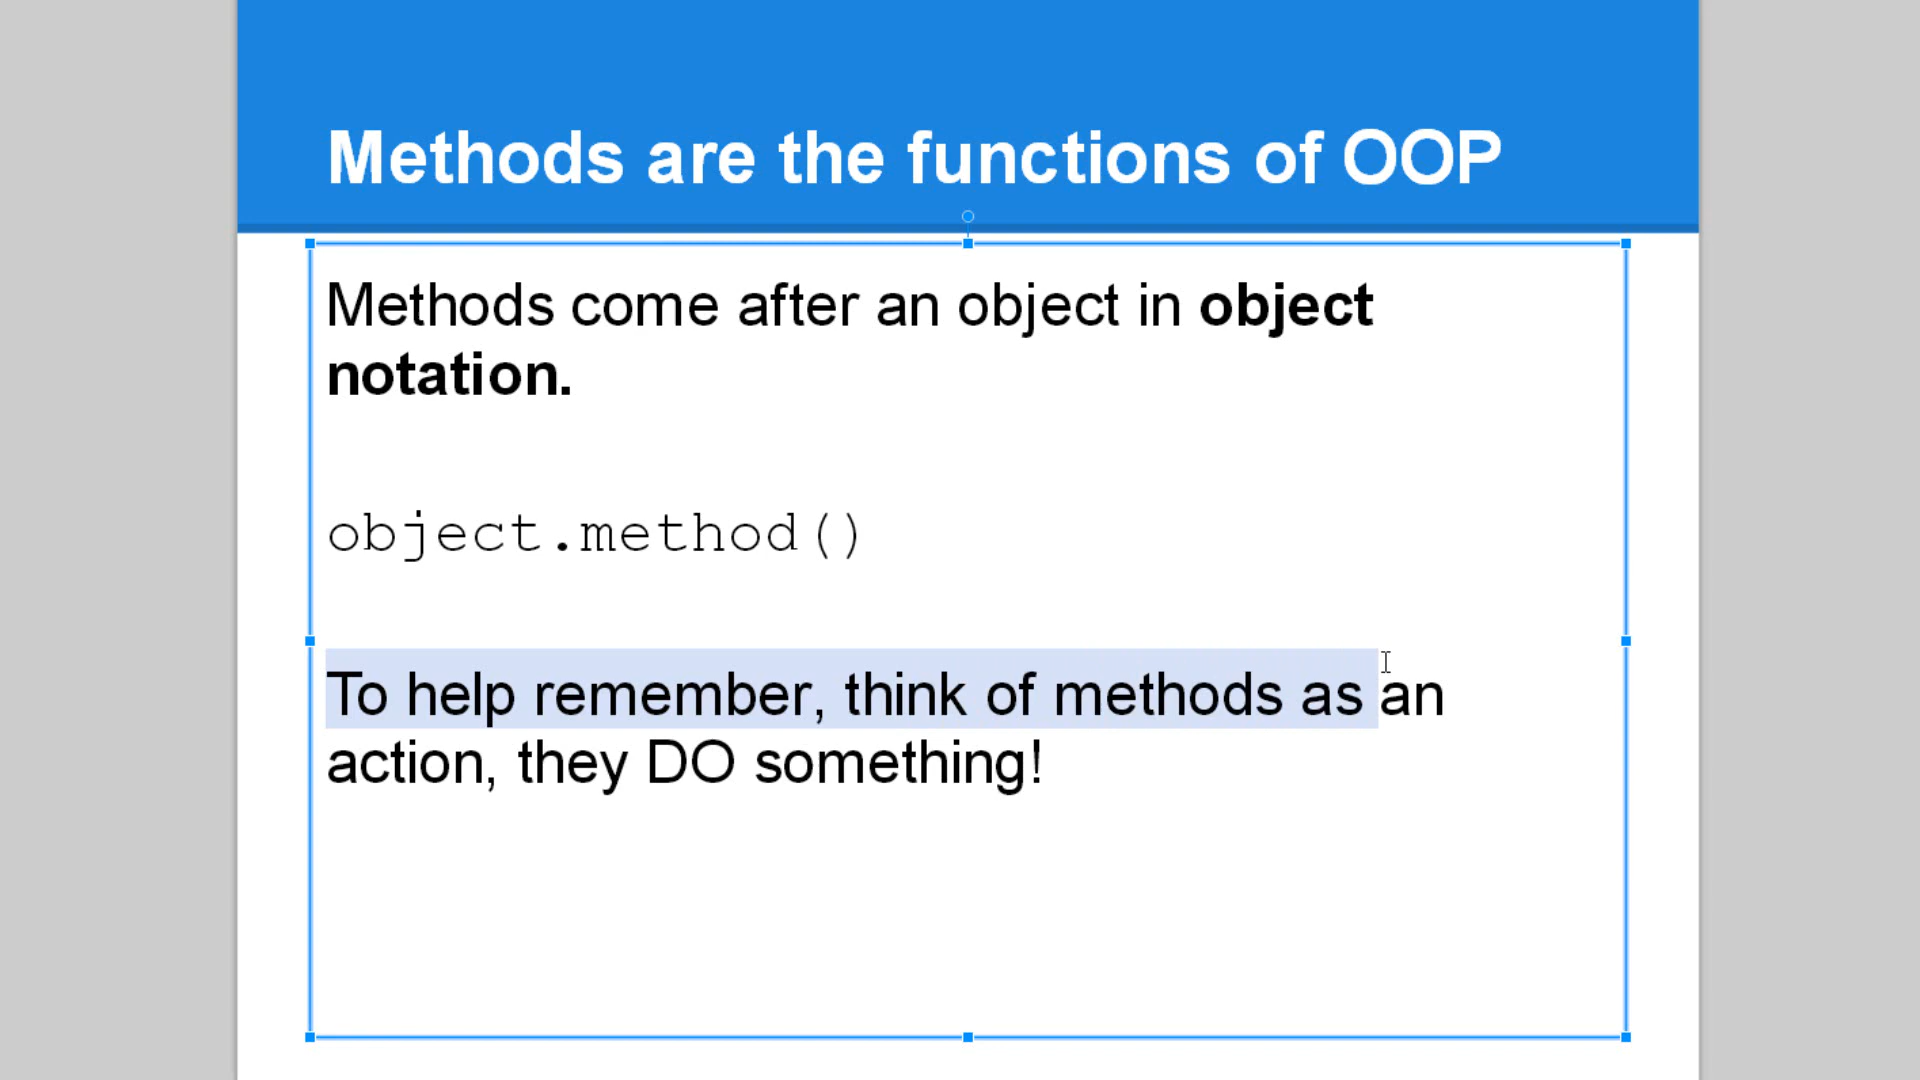 Methods are the functions of OOP
Methods come after an object in object
notation.
object.method()
To help remember, think of methods as an
action, they DO something!